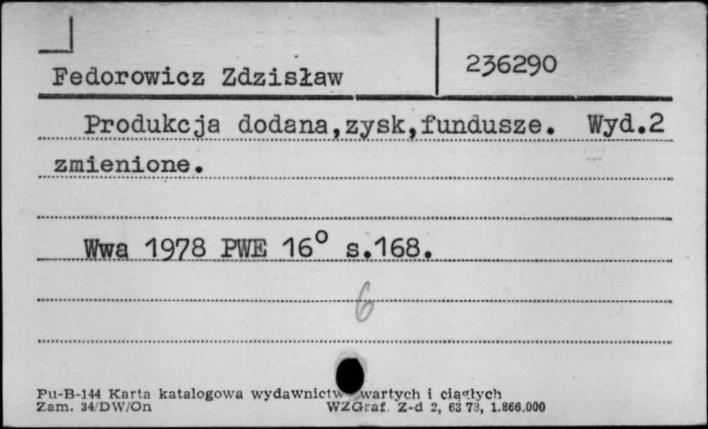 Fedorowicz Zdzisław
236290
Produkcja dodana,zysk,fundusze. Wyd.2
zmienione.
Wwa 1978 PWE 16° s.168.
6
Pu-B-144 Karta katalogowa wydawnictw wartych i ciągłych
Zam. 34/DW/On WZGraf. Z-d 2, 63 78, 1.866.000